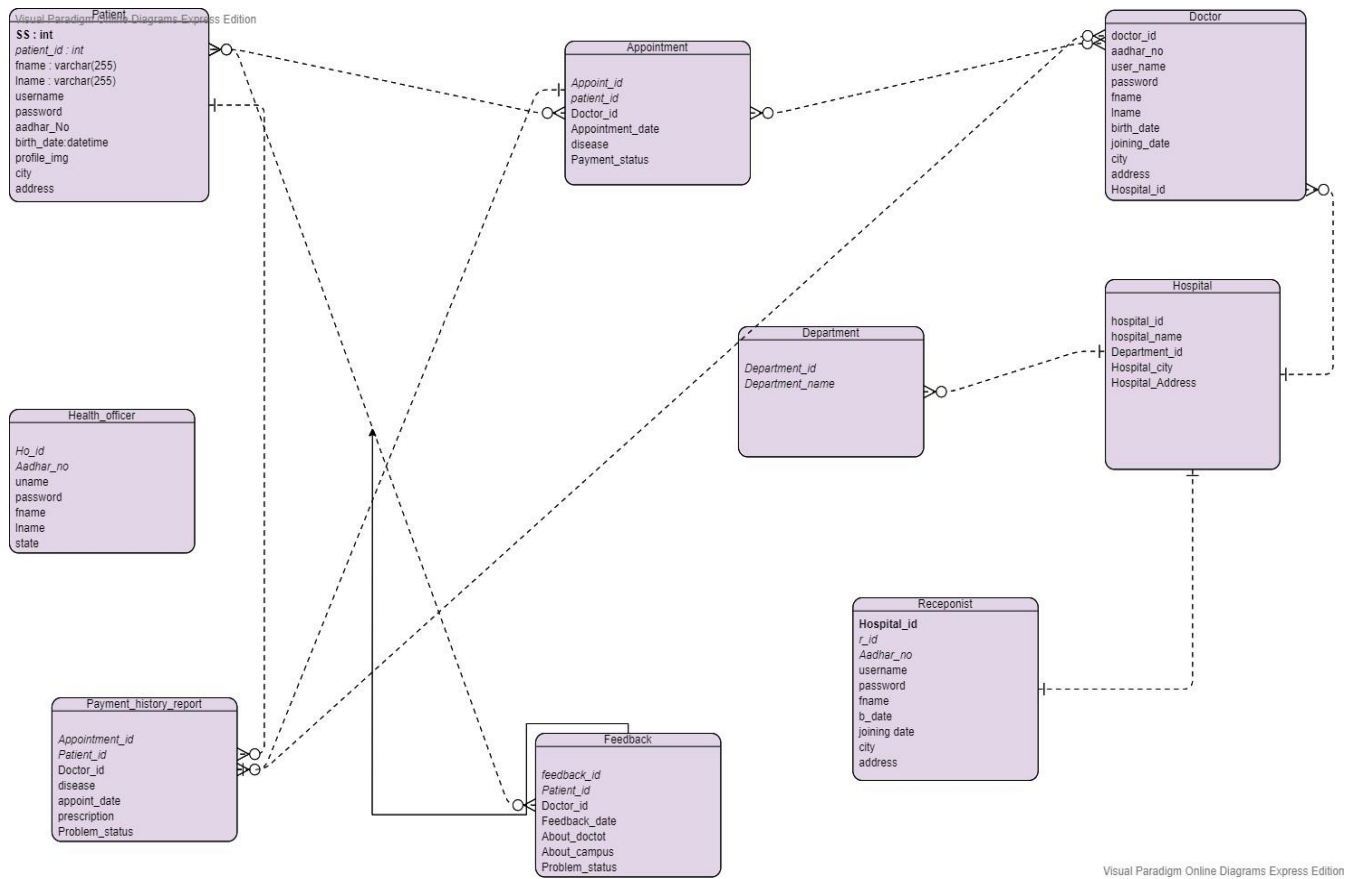 Visual Paradigm Online Diagrams Express Edition
Patient
SS : int
patient_id : int
fname : varchar(255)
lname : varchar(255)
username
password
aadhar_No
birth_date:datetime
profile_img
city
address
Appointment
Appoint_id
patient_id
Doctor_id
Appointment_date
disease
Payment_status
Doctor
doctor_id
aadhar_no
user_name
password
fname
lname
birth_date
joining_date
city
address
Hospital_id
Hospital
hospital_id
hospital_name
Department_id
Hospital_city
Hospital_Address
Department
Department_id
Department_name
Health_officer
Ho_id
Aadhar_no
uname
password
fname
lname
state
Receponist
Hospital_id
r_id
Aadhar_no
username
password
fname
b_date
joining date
city
address
Payment_history_report
Appointment_id
Patient_id
Doctor_id
disease
appoint_date
prescription
Problem_status
Feedback
feedback_id
Patient_id
Doctor_id
Feedback_date
About_doctot
About_campus
Problem_status
Visual Paradigm Online Diagrams Express Edition